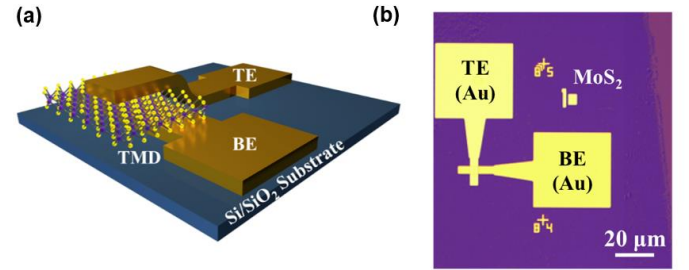 (a)
TE
BE
TMD
Si/SiO₂ Substrate
(b)
TE
(Au)
MoS₂
BE
(Au)
20 µm